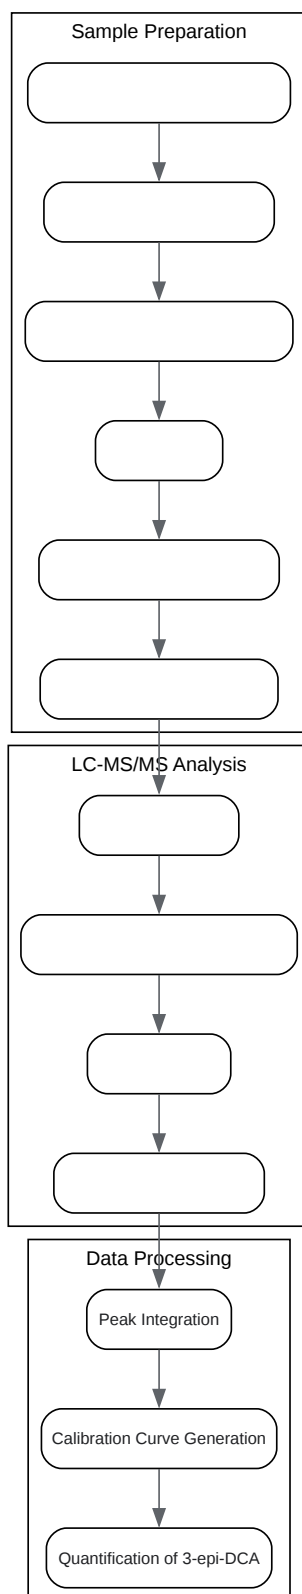 Sample Preparation
LC-MS/MS Analysis
Data Processing
Peak Integration
Calibration Curve Generation
Quantification of 3-epi-DCA